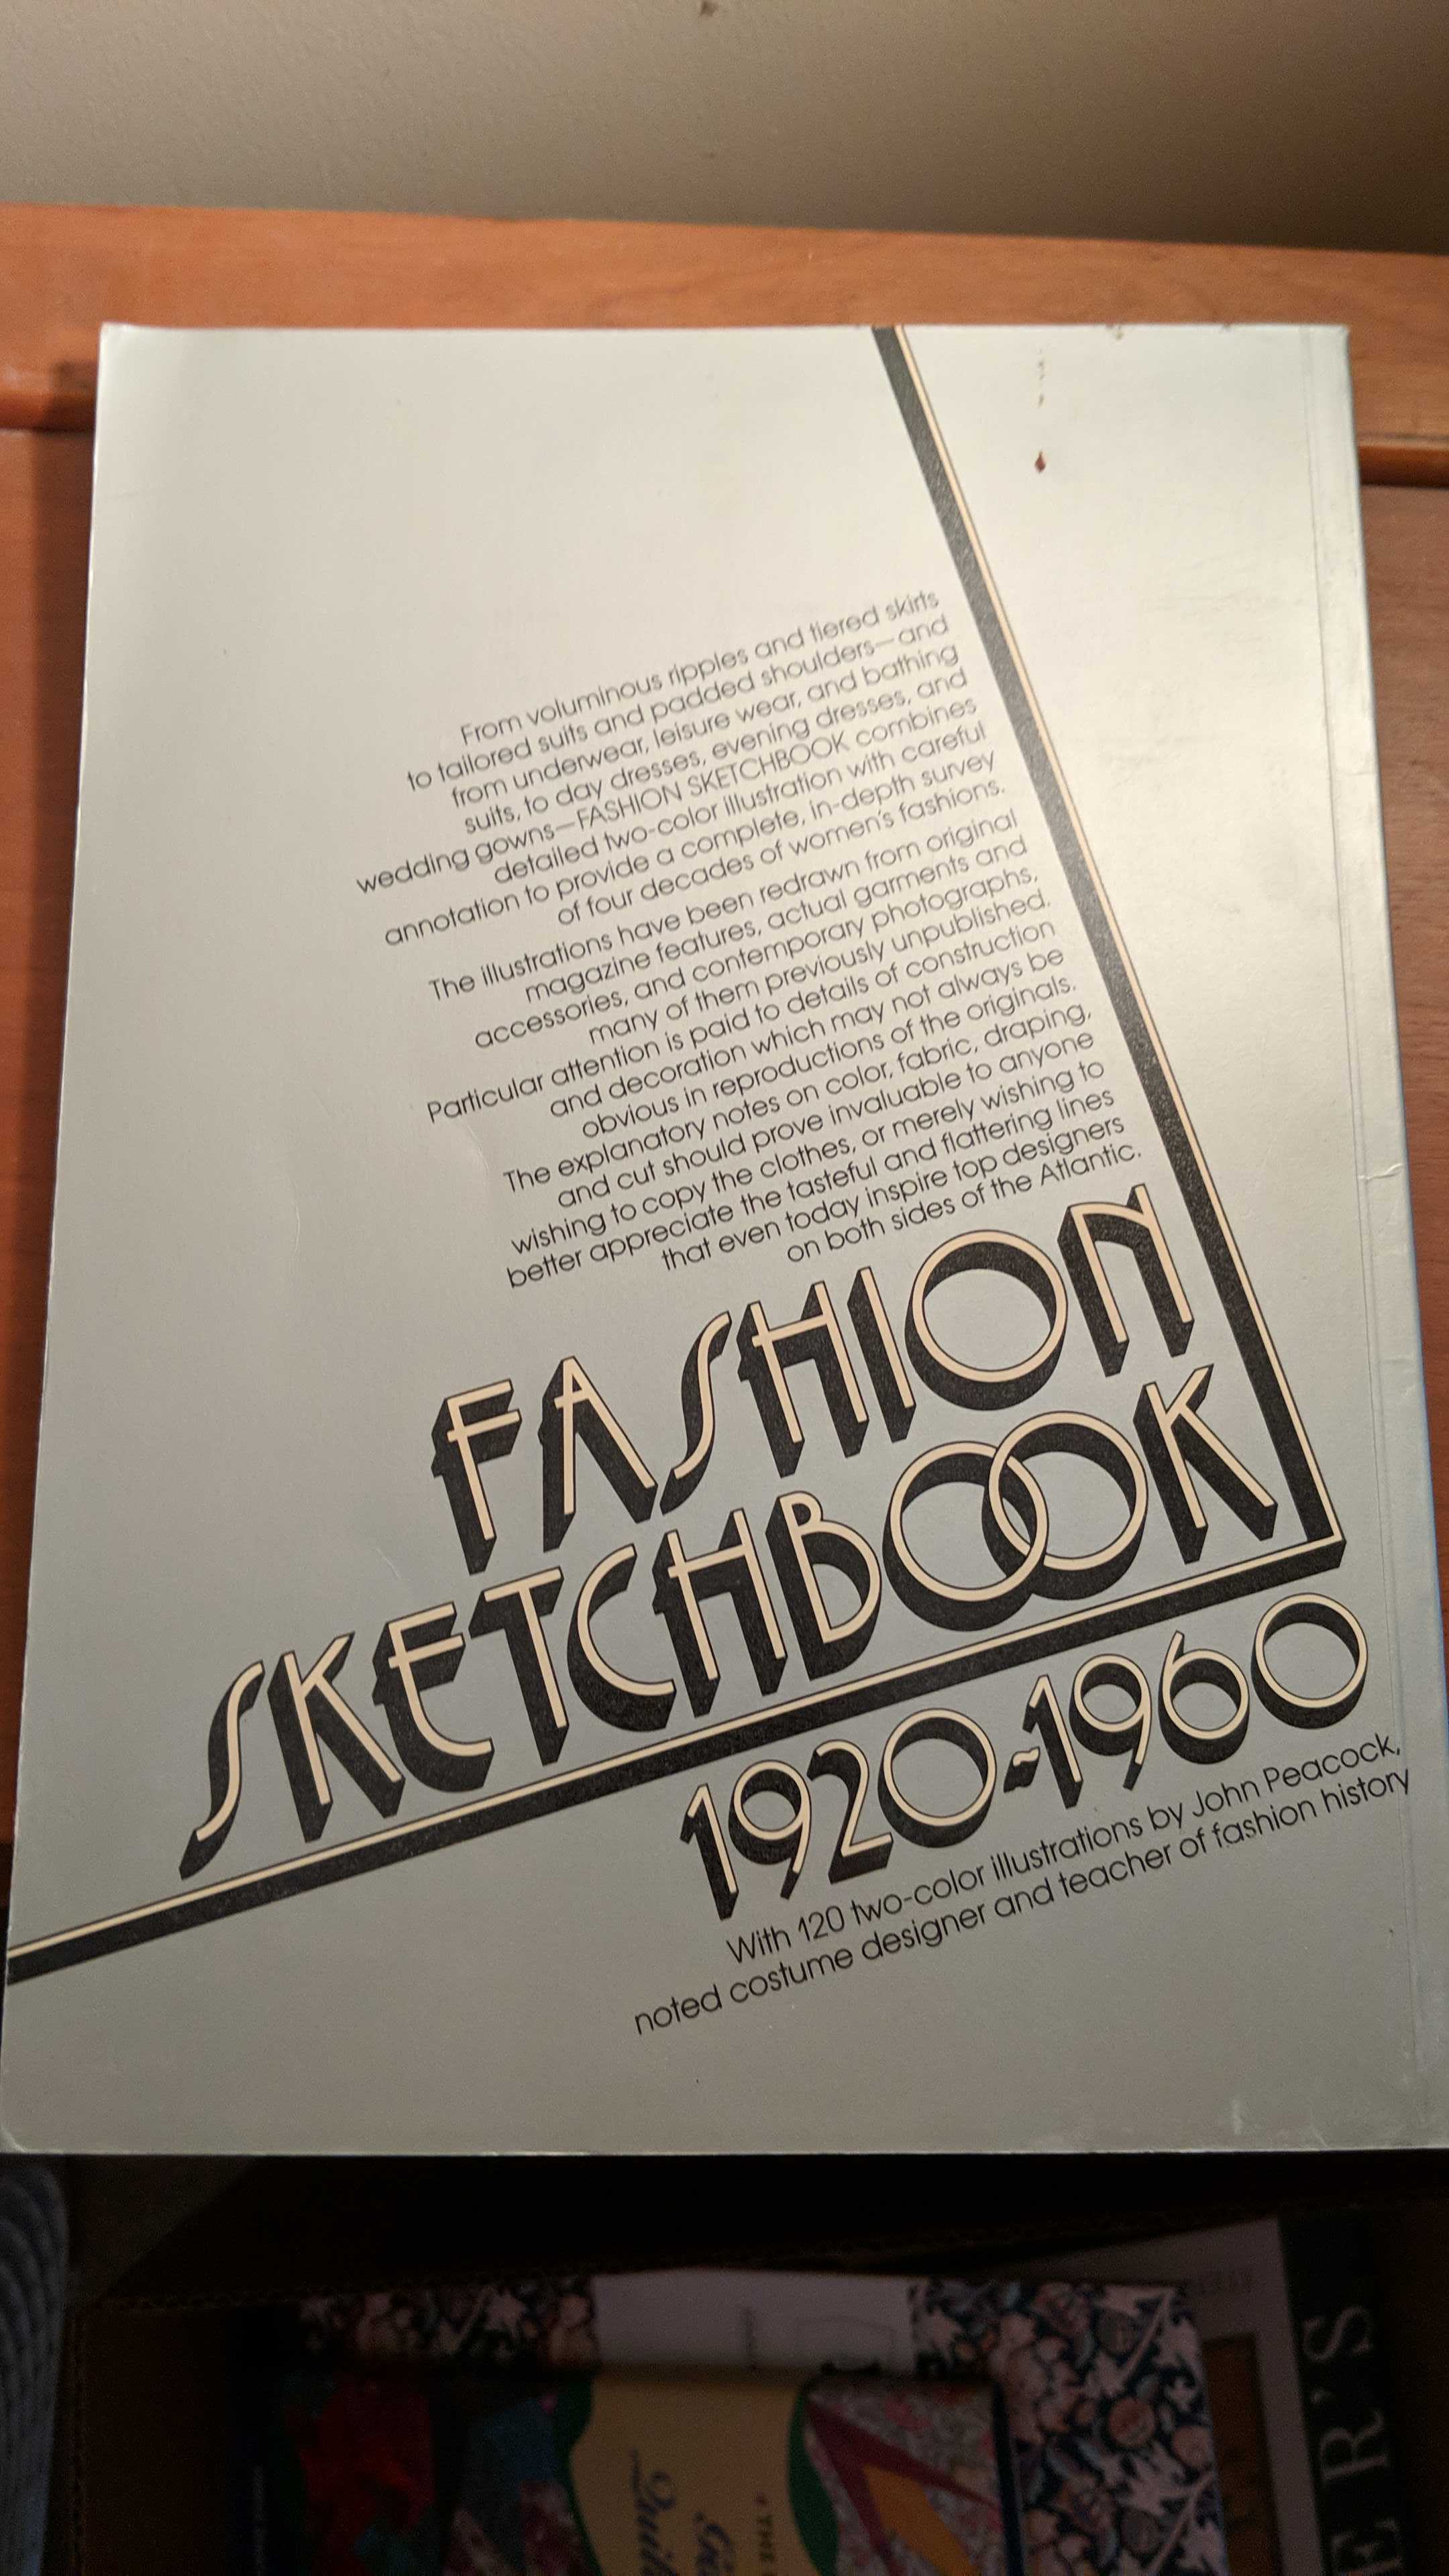 From voluminous ripples and tiered skirts
to tailored suits and padded shoulders—and
from underwear, leisure wear, and bathing
suits, to day dresses, evening dresses, and
wedding gowns—FASHION SKETCHBOOK combines
detailed two-color illustration with careful
annotation to provide a complete, in-depth survey
of four decades of women's fashions.
The illustrations have been redrawn from original
magazine features, actual garments and
accessories, and contemporary photographs,
many of them previously unpublished.
Particular attention is paid to details of construction
and decoration which may not always be
obvious in reproductions of the originals.
The explanatory notes on color, fabric, draping,
and cut should prove invaluable to anyone
wishing to copy the clothes, or merely wishing to
better appreciate the tasteful and flattering lines
that even today inspire top designers
on both sides of the Atlantic.
FASHION
SKETCHBOOK
1920~1960
With 120 two-color illustrations by John Peacock,
noted costume designer and teacher of fashion history
THE
ER'S